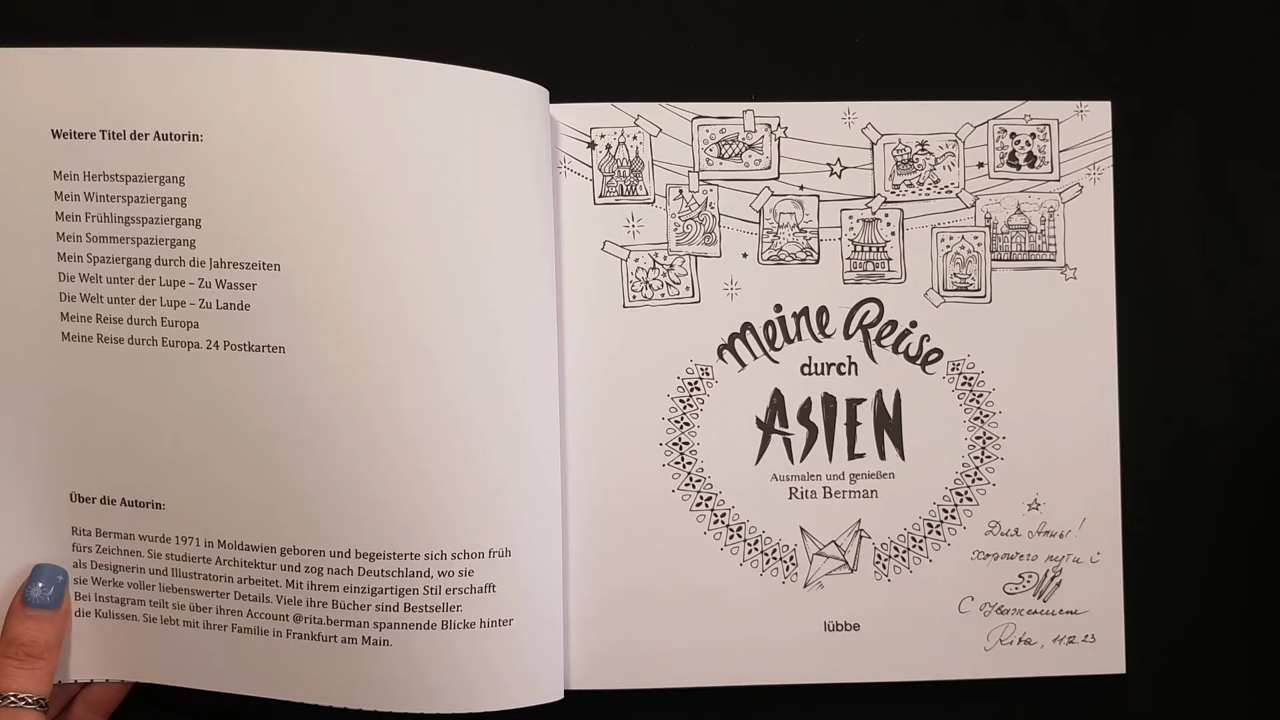 Weitere Titel der Autorin:
Mein Herbstspaziergang
Mein Winterspaziergang
Mein Frühlingsspaziergang
Mein Sommerspaziergang
Mein Spaziergang durch die Jahreszeiten
Die Welt unter der Lupe – Zu Wasser
Die Welt unter der Lupe – Zu Lande
Meine Reise durch Europa
Meine Reise durch Europa. 24 Postkarten
Über die Autorin:
Rita Berman wurde 1971 in Moldawien geboren und begeisterte sich schon früh
fürs Zeichnen. Sie studierte Architektur und zog nach Deutschland, wo sie
als Designerin und Illustratorin arbeitet. Mit ihrem einzigartigen Stil erschafft
sie Werke voller liebenswerter Details. Viele ihre Bücher sind Bestseller.
Bei Instagram teilt sie über ihren Account @rita.berman spannende Blicke hinter
die Kulissen. Sie lebt mit ihrer Familie in Frankfurt am Main.
Meine Reise
durch
ASIEN
Ausmalen und genießen
Rita Berman
lübbe
Для Анны!
хорошего пути с
С Уважением
Rita, 11.12.23